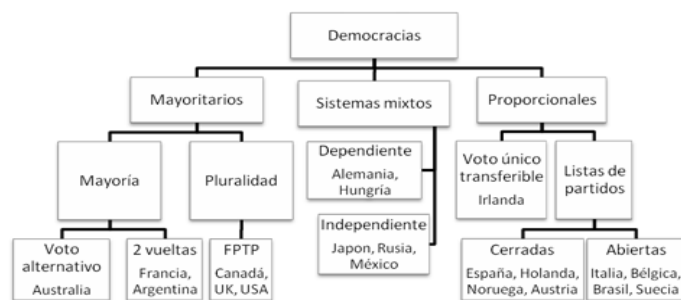 Democracias
Mayoritarios
Sistemas mixtos
Proporcionales
Mayoría
Pluralidad
Dependiente
Alemania,
Hungría
Independiente
Japon, Rusia,
México
Voto único
transferible
Irlanda
Listas de
partidos
Voto
alternativo
Australia
2 vueltas
Francia,
Argentina
FPTP
Canadá,
UK, USA
Cerradas
España, Holanda,
Noruega, Austria
Abiertas
Italia, Bélgica,
Brasil, Suecia